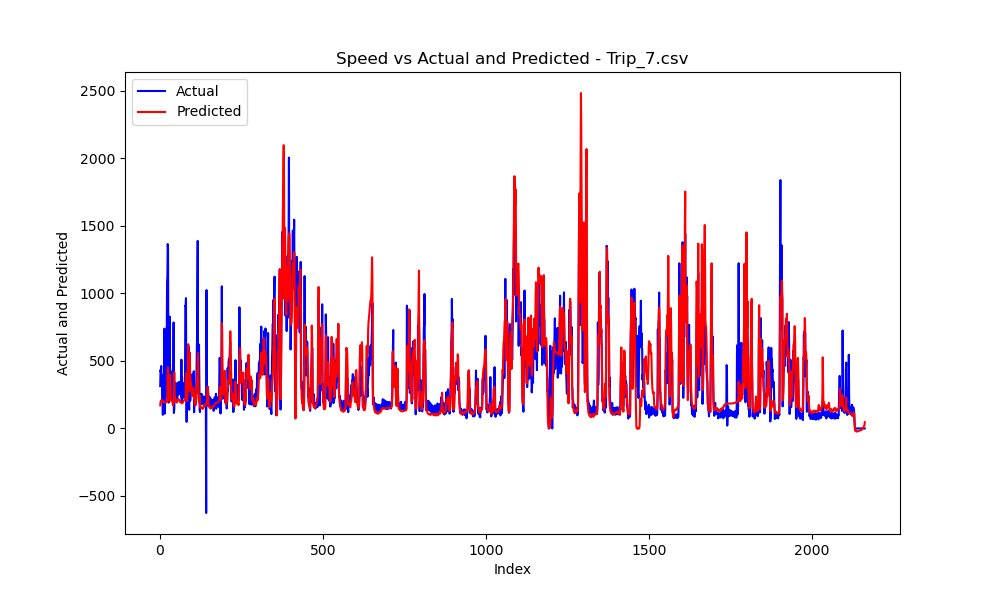 Speed vs Actual and Predicted - Trip_7.csv
Actual
Predicted
2500
2000
1500
1000
500
0
−500
Actual and Predicted
0
500
1000
1500
2000
Index